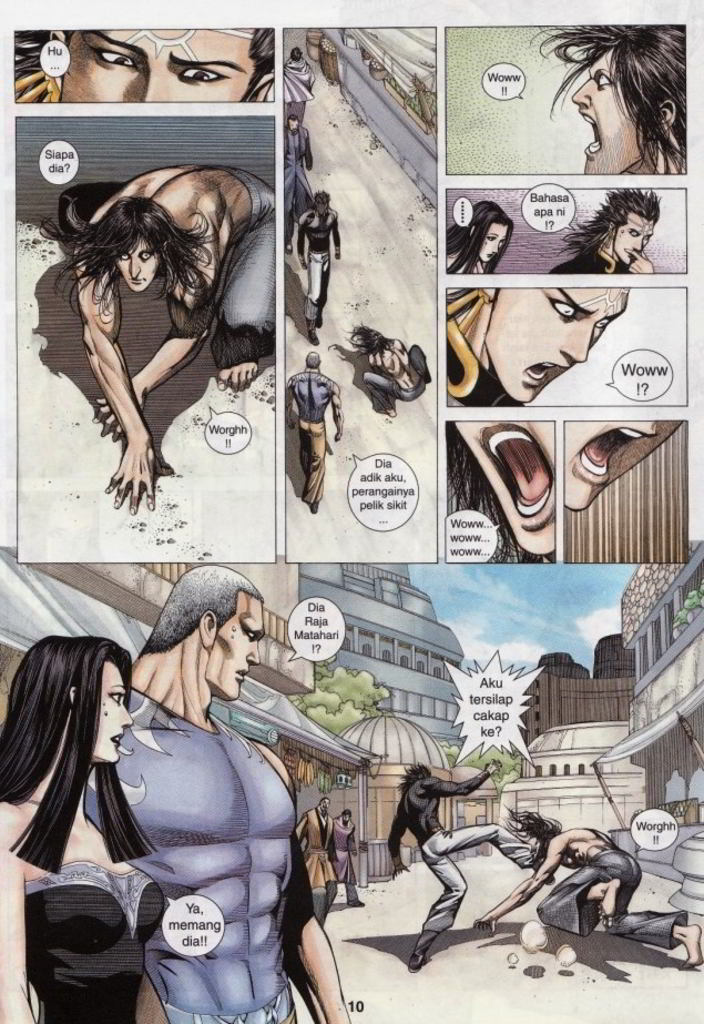 Hu
...
Siapa
dia?
Worghh
!!
Dia
adik aku,
perangainya
pelik sikit
...
Woww
!!
......
Bahasa
apa ni
!?
Woww
!?
Woww...
woww...
woww...
Dia
Raja
Matahari
!?
Aku
tersilap
cakap
ke?
Worghh
!!
Ya,
memang
dia!!
10